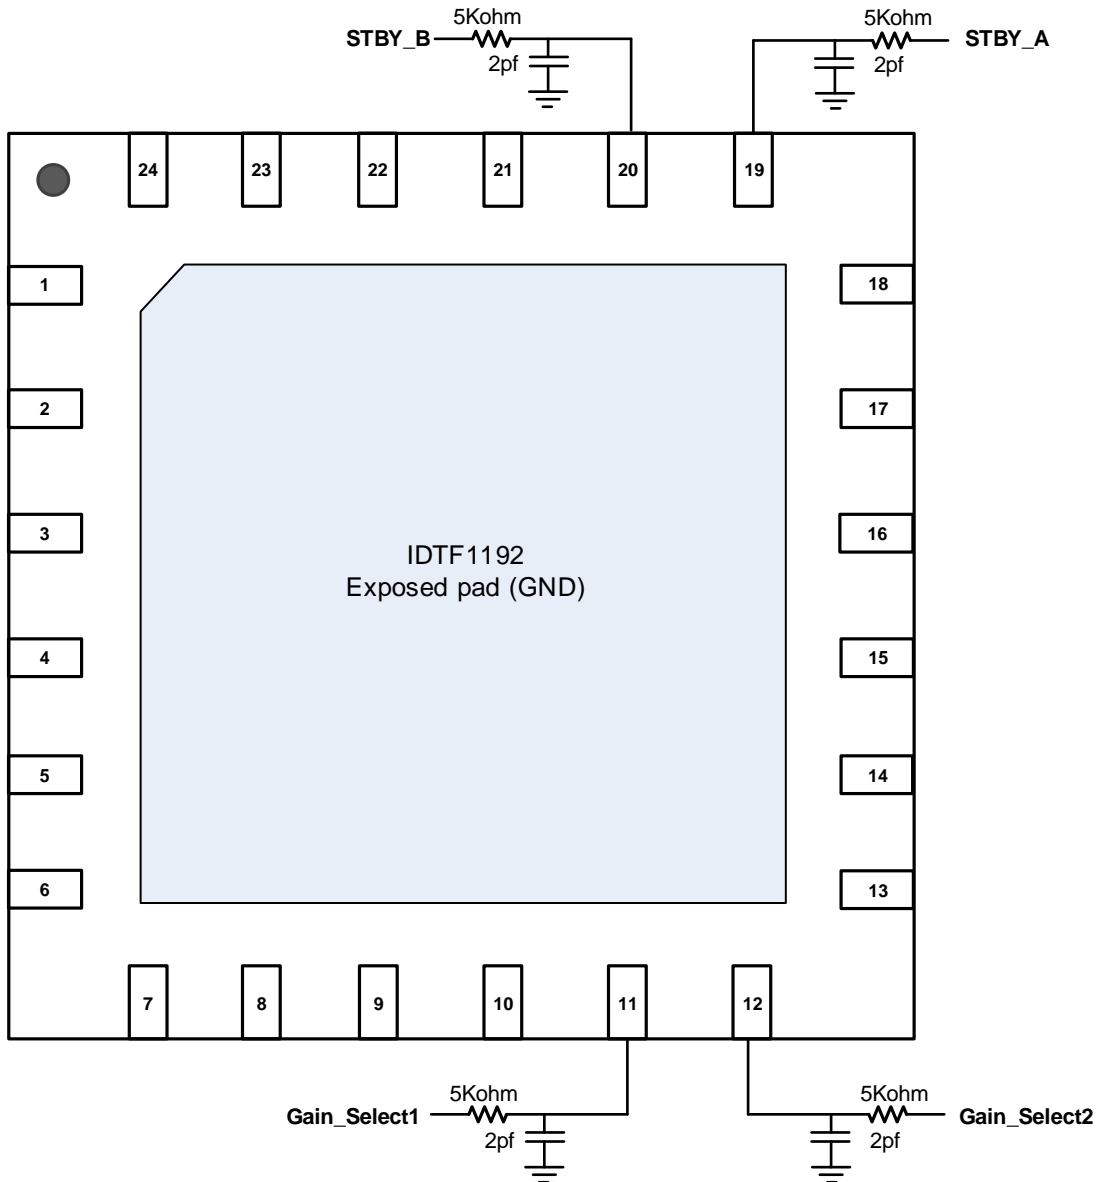 5Kohm
STBY_B
2pf
5Kohm
STBY_A
2pf
24 23 22 21 20 19
1
18
2
17
3
16
IDTF1192
Exposed pad (GND)
4
15
5
14
6
13
7 8 9 10 11 12
5Kohm
Gain_Select1
2pf
5Kohm
Gain_Select2
2pf